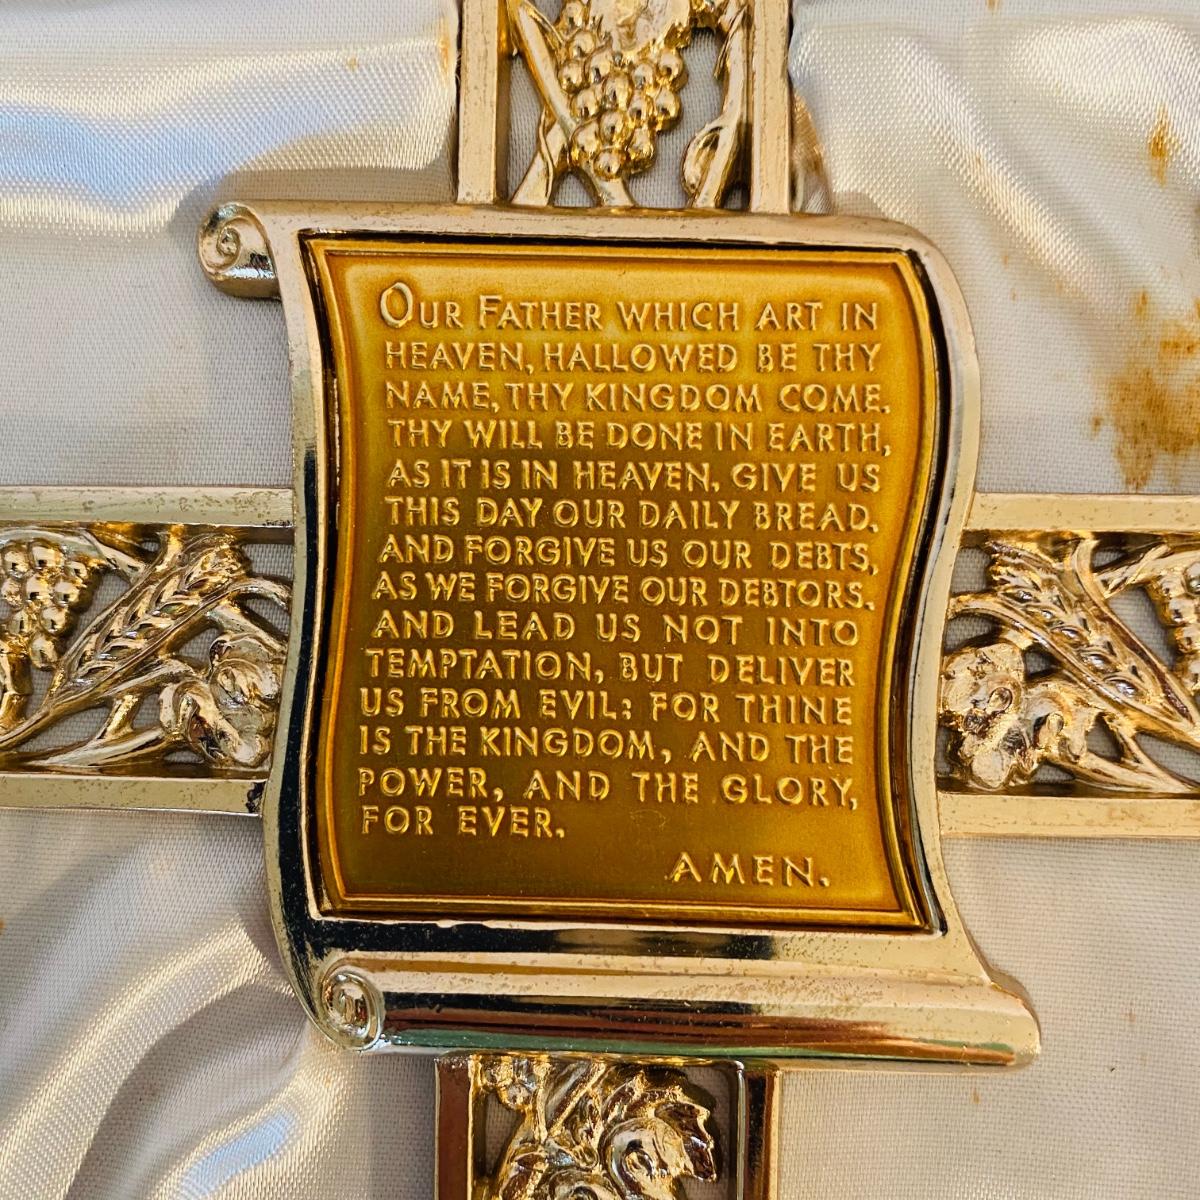 OUR FATHER WHICH ART IN
HEAVEN, HALLOWED BE THY
NAME, THY KINGDOM COME.
THY WILL BE DONE IN EARTH,
AS IT IS IN HEAVEN. GIVE US
THIS DAY OUR DAILY BREAD.
AND FORGIVE US OUR DEBTS,
AS WE FORGIVE OUR DEBTORS.
AND LEAD US NOT INTO
TEMPTATION, BUT DELIVER
US FROM EVIL: FOR THINE
IS THE KINGDOM, AND THE
POWER, AND THE GLORY,
FOR EVER.
AMEN.